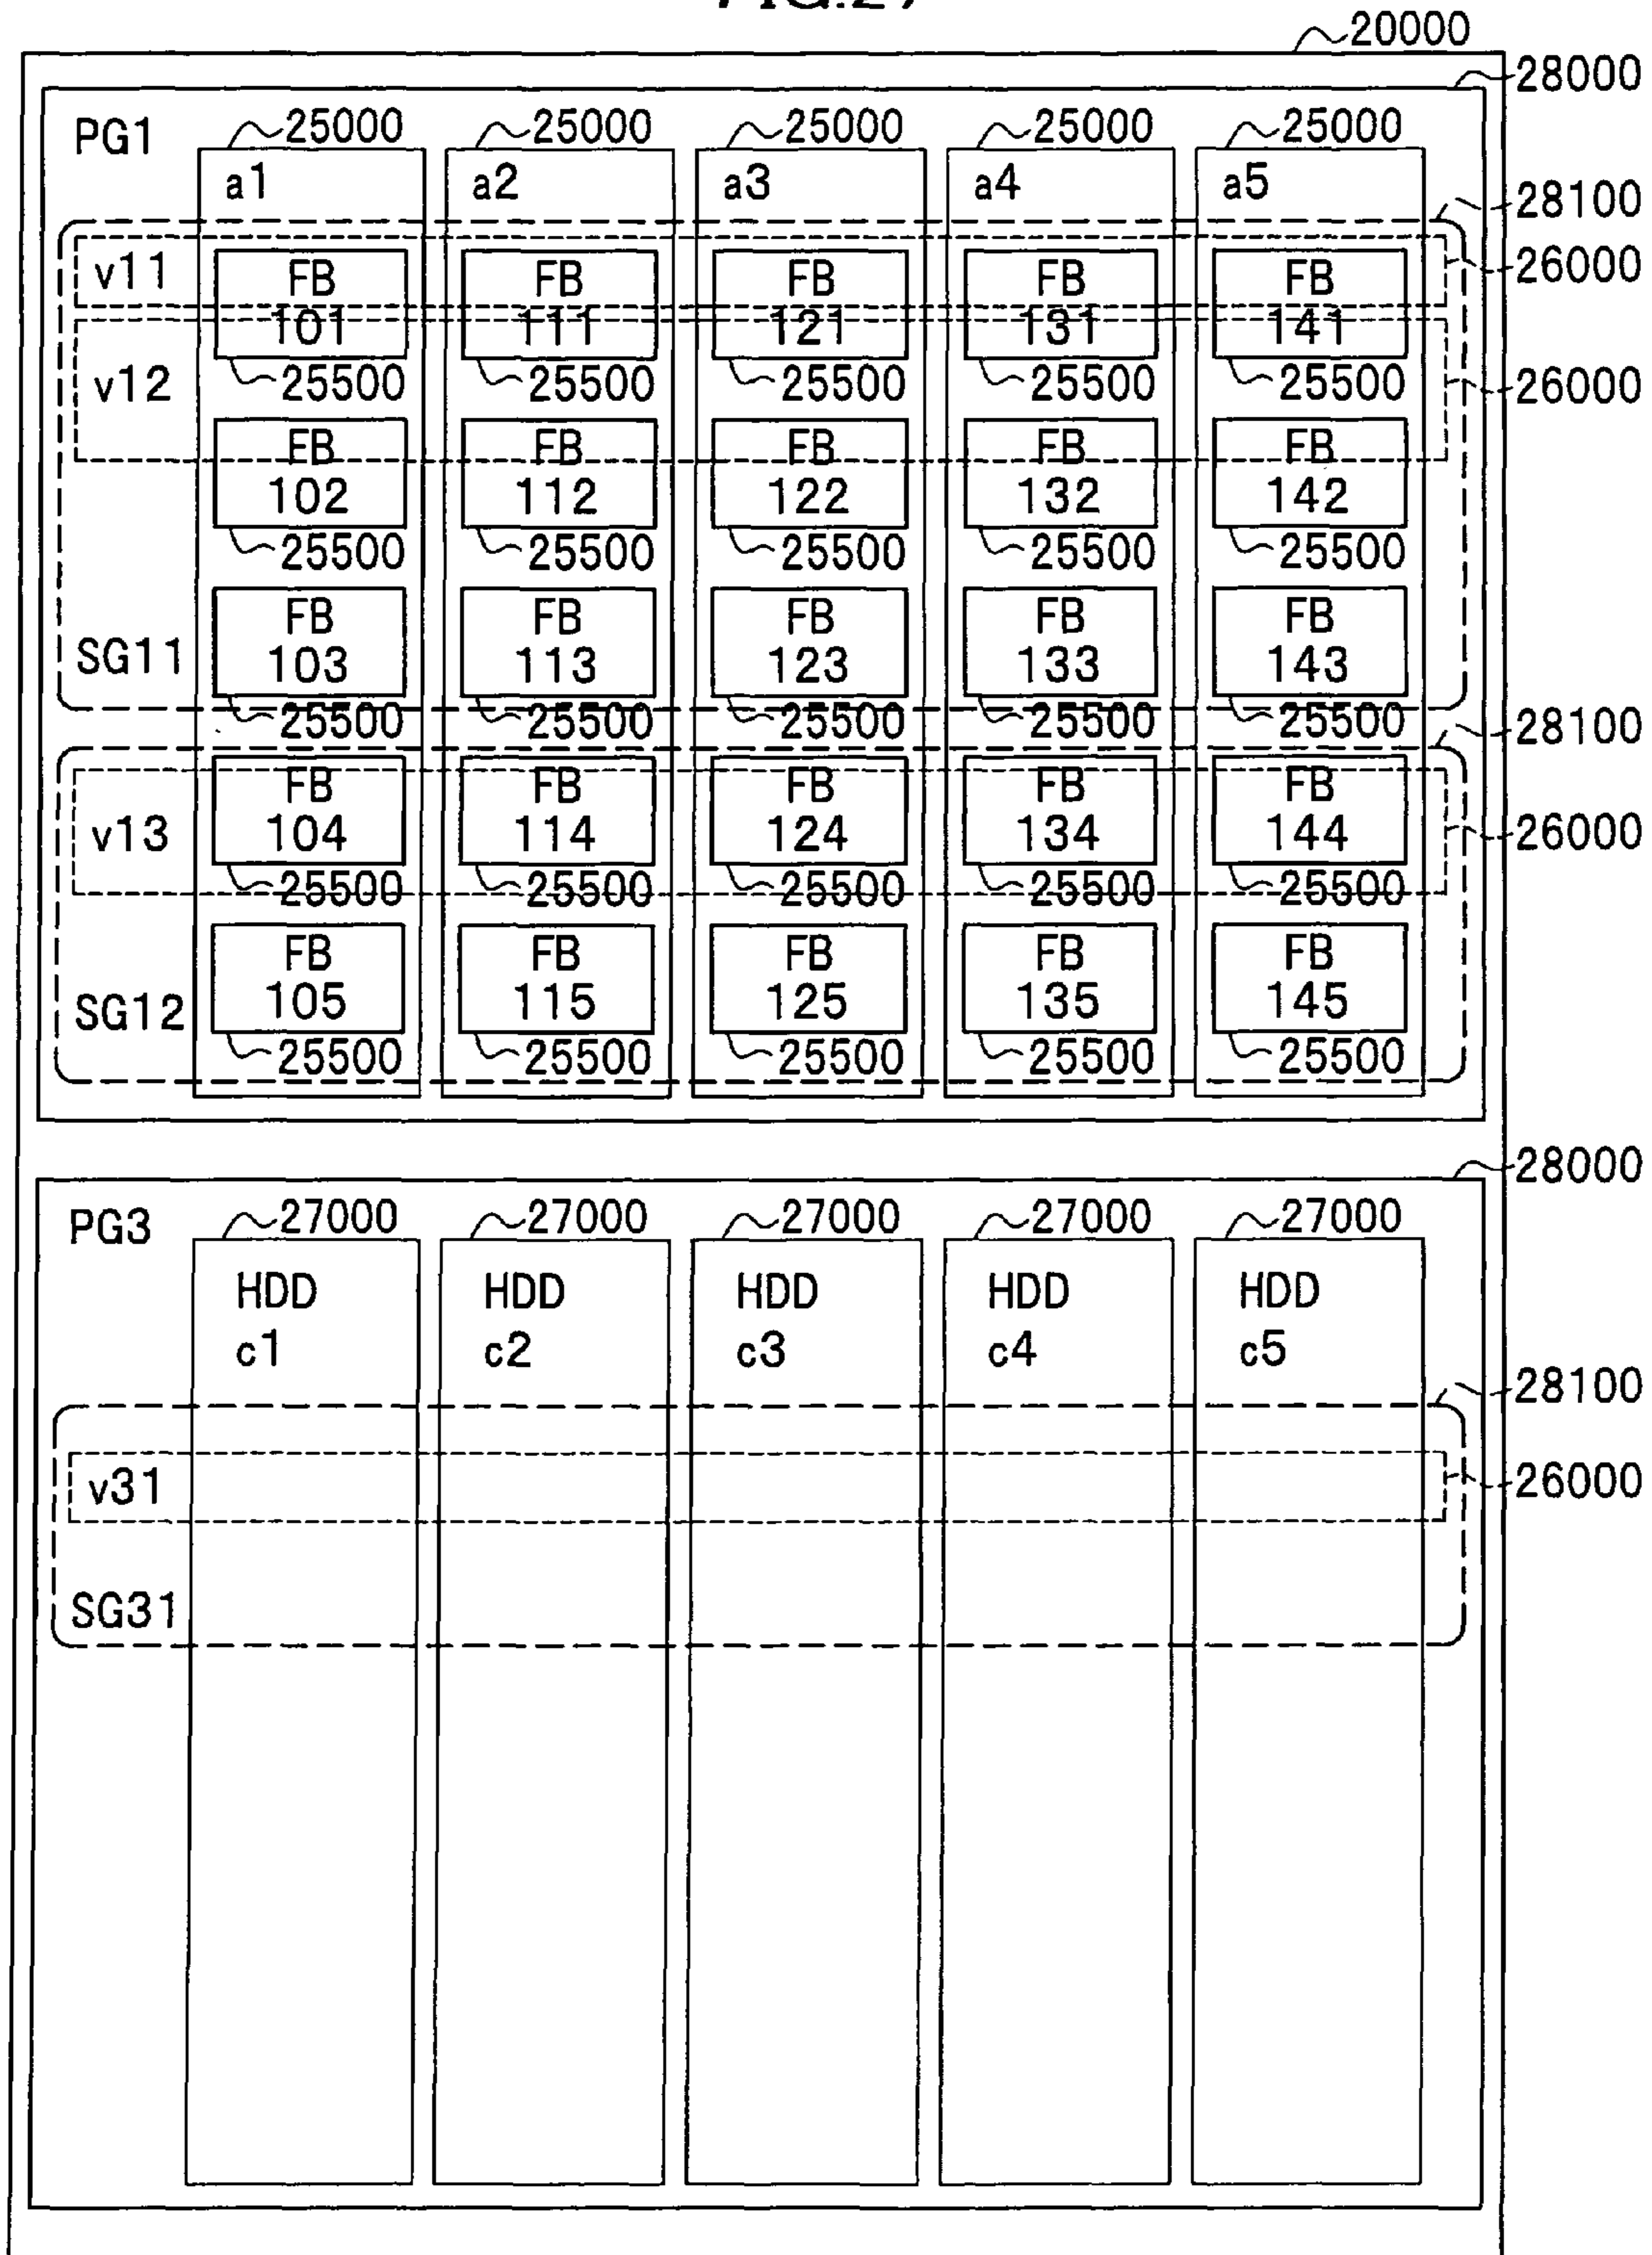 20000
28000
PG1 25000 25000 25000 25000 25000
a1 a2 a3 a4 a5
28100
v11 FB FB FB FB FB 26000
101 111 121 131 141
v12 25500 25500 25500 25500 25500 26000
FB FB FB FB FB
102 112 122 132 142
25500 25500 25500 25500 25500
FB FB FB FB FB
SG11 103 113 123 133 143
25500 25500 25500 25500 25500 28100
FB FB FB FB FB
v13 104 114 124 134 144 26000
25500 25500 25500 25500 25500
FB FB FB FB FB
SG12 105 115 125 135 145
25500 25500 25500 25500 25500
28000
PG3 27000 27000 27000 27000 27000
HDD HDD HDD HDD HDD
c1 c2 c3 c4 c5
28100
v31 26000
SG31